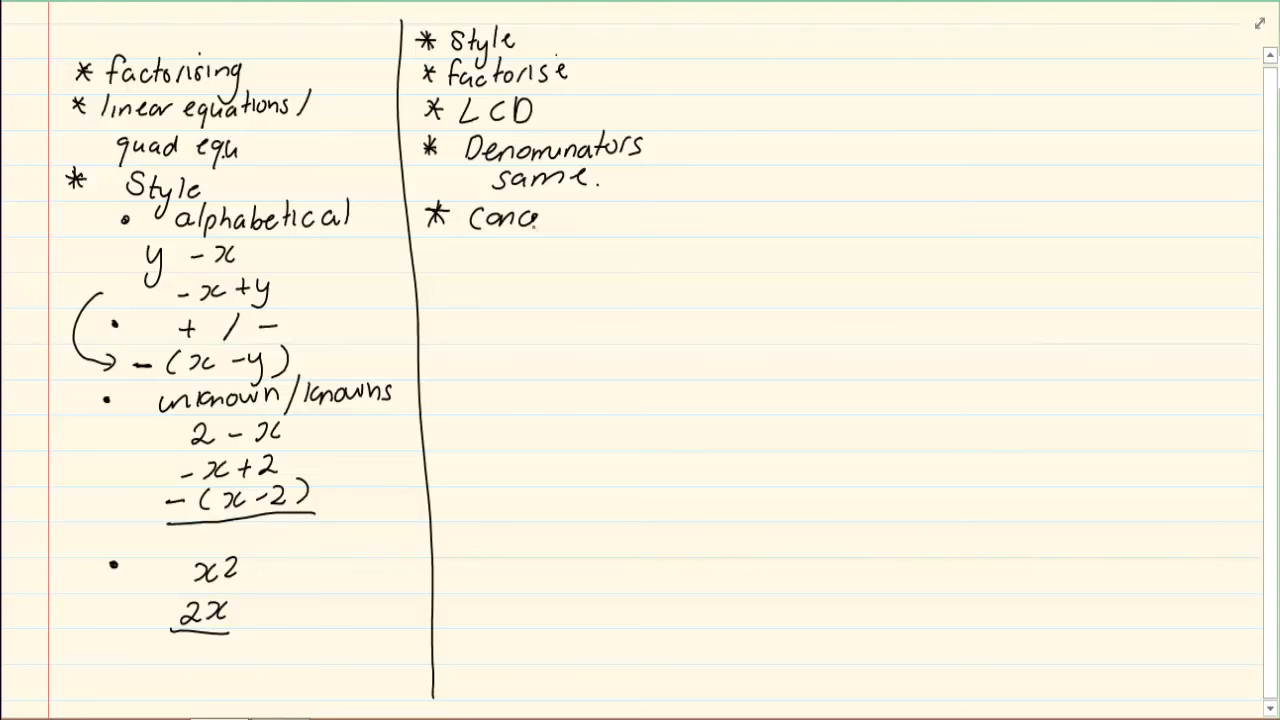 * factorising
* linear equations/
quad equ
* Style
• alphabetical
y - x
- x + y
• + / -
- (x - y)
• unknown/knowns
2 - x
- x + 2
- (x - 2)
• x2
2x
* Style
* factorise
* LCD
* Denominators
same.
* Canc